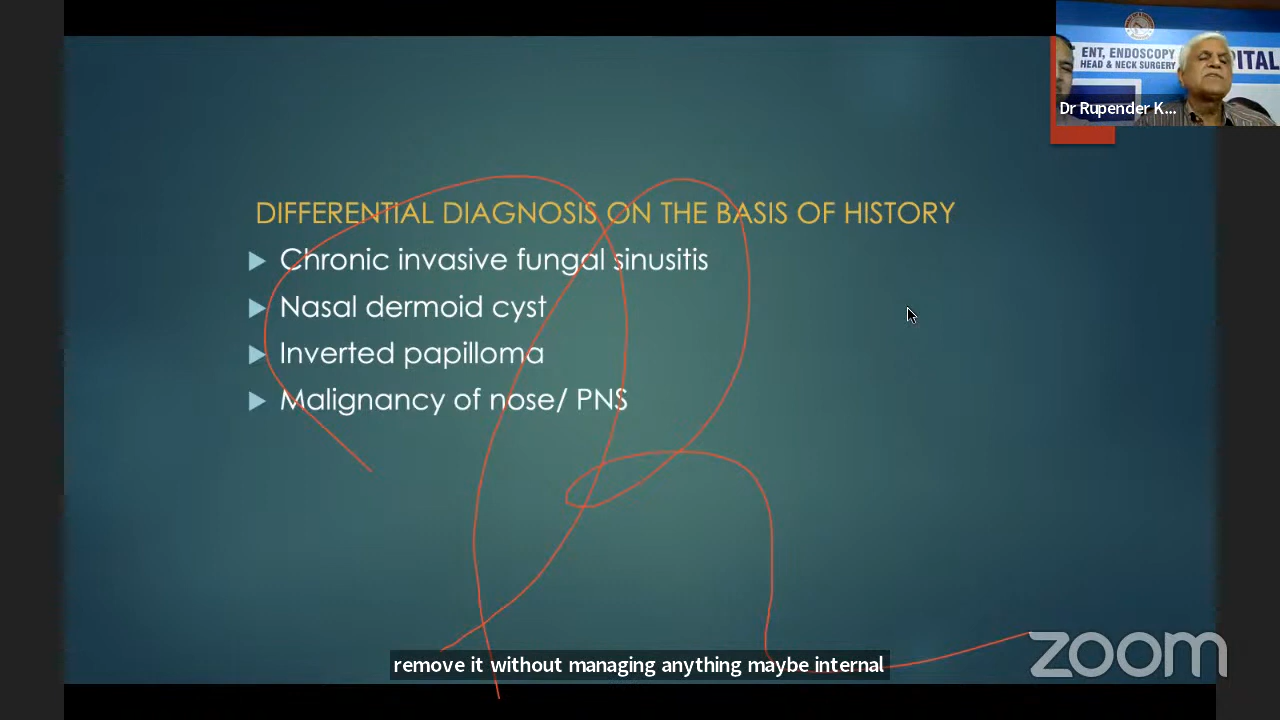 ENT, ENDOSCOPY
HEAD & NECK SURGERY
PITAL
Dr Rupender K...
DIFFERENTIAL DIAGNOSIS ON THE BASIS OF HISTORY
Chronic invasive fungal sinusitis
Nasal dermoid cyst
Inverted papilloma
Malignancy of nose/ PNS
remove it without managing anything maybe internal
zoom